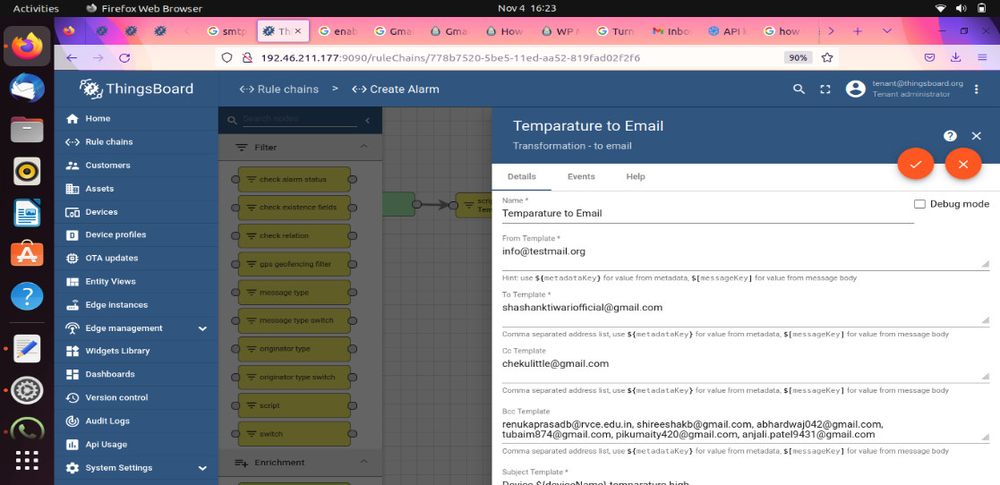 Activities
Firefox Web Browser
Nov 4 16:23
smtp
Th
enab
Gma
Gma
How
WP M
Turn
Inbo
API k
how
192.46.211.177:9090/ruleChains/778b7520-5be5-11ed-aa52-819fad02f2f6
90%
ThingsBoard
Rule chains > Create Alarm
tenant@thingsboard.org
Tenant administrator
Home
Rule chains
Customers
Assets
Devices
Device profiles
OTA updates
Entity Views
Edge instances
Edge management
Widgets Library
Dashboards
Version control
Audit Logs
Api Usage
System Settings
Search nodes
Filter
check alarm status
check existence fields
check relation
gps geofencing filter
message type
message type switch
originator type
originator type switch
script
switch
Enrichment
scrip
Tem
Temparature to Email
Transformation - to email
Details Events Help
Name *
Temparature to Email
Debug mode
From Template *
info@testmail.org
Hint: use ${metadataKey} for value from metadata, $[messageKey] for value from message body
To Template *
shashanktiwariofficial@gmail.com
Comma separated address list, use ${metadataKey} for value from metadata, $[messageKey] for value from message body
Cc Template
chekulittle@gmail.com
Comma separated address list, use ${metadataKey} for value from metadata, $[messageKey] for value from message body
Bcc Template
renukaprasadb@rvce.edu.in, shireeshakb@gmail.com, abhardwaj042@gmail.com,
tubaim874@gmail.com, pikumaity420@gmail.com, anjali.patel9431@gmail.com
Comma separated address list, use ${metadataKey} for value from metadata, $[messageKey] for value from message body
Subject Template *
Device ${deviceName} temparature high